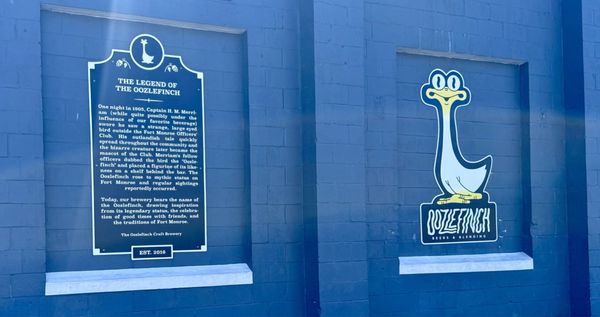 THE LEGEND OF
THE OOZLEFINCH
One night in 1905, Captain H. M. Merri-
am (while quite possibly under the
influence of our favorite beverage)
swore he saw a strange, large eyed
bird outside the Fort Monroe Officers'
Club. His outlandish tale quickly
spread throughout the community and
the bizarre creature later became the
mascot of the Club. Merriam's fellow
officers dubbed the bird the "Oozle-
finch" and placed a figurine of its like-
ness on a shelf behind the bar. The
Oozlefinch rose to mythic status on
Fort Monroe and regular sightings
reportedly occurred.
Today, our brewery bears the name of
the Oozlefinch, drawing inspiration
from its legendary status, the celebra-
tion of good times with friends, and
the traditions of Fort Monroe.
The Oozlefinch Craft Brewery
EST. 2016
OOZLEFINCH
BEERS & BLENDING